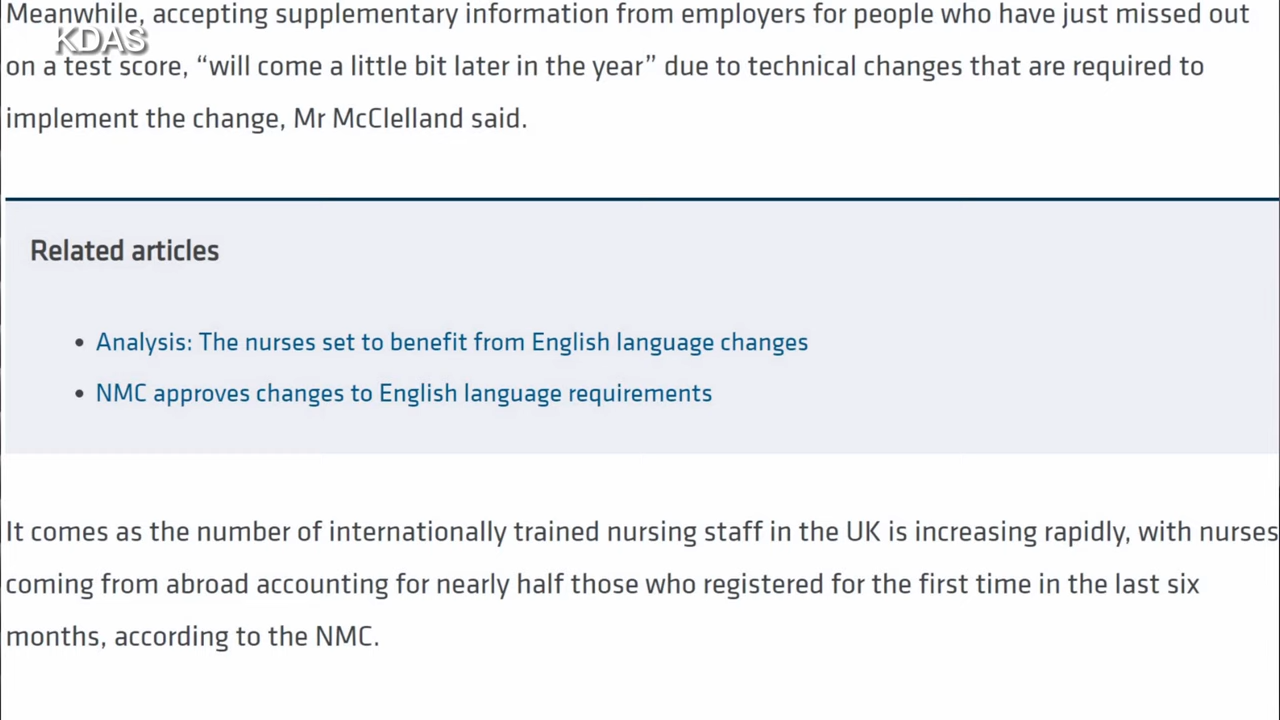 Meanwhile, accepting supplementary information from employers for people who have just missed out
KDAS
on a test score, “will come a little bit later in the year” due to technical changes that are required to
implement the change, Mr McClelland said.
Related articles
• Analysis: The nurses set to benefit from English language changes
• NMC approves changes to English language requirements
It comes as the number of internationally trained nursing staff in the UK is increasing rapidly, with nurses
coming from abroad accounting for nearly half those who registered for the first time in the last six
months, according to the NMC.